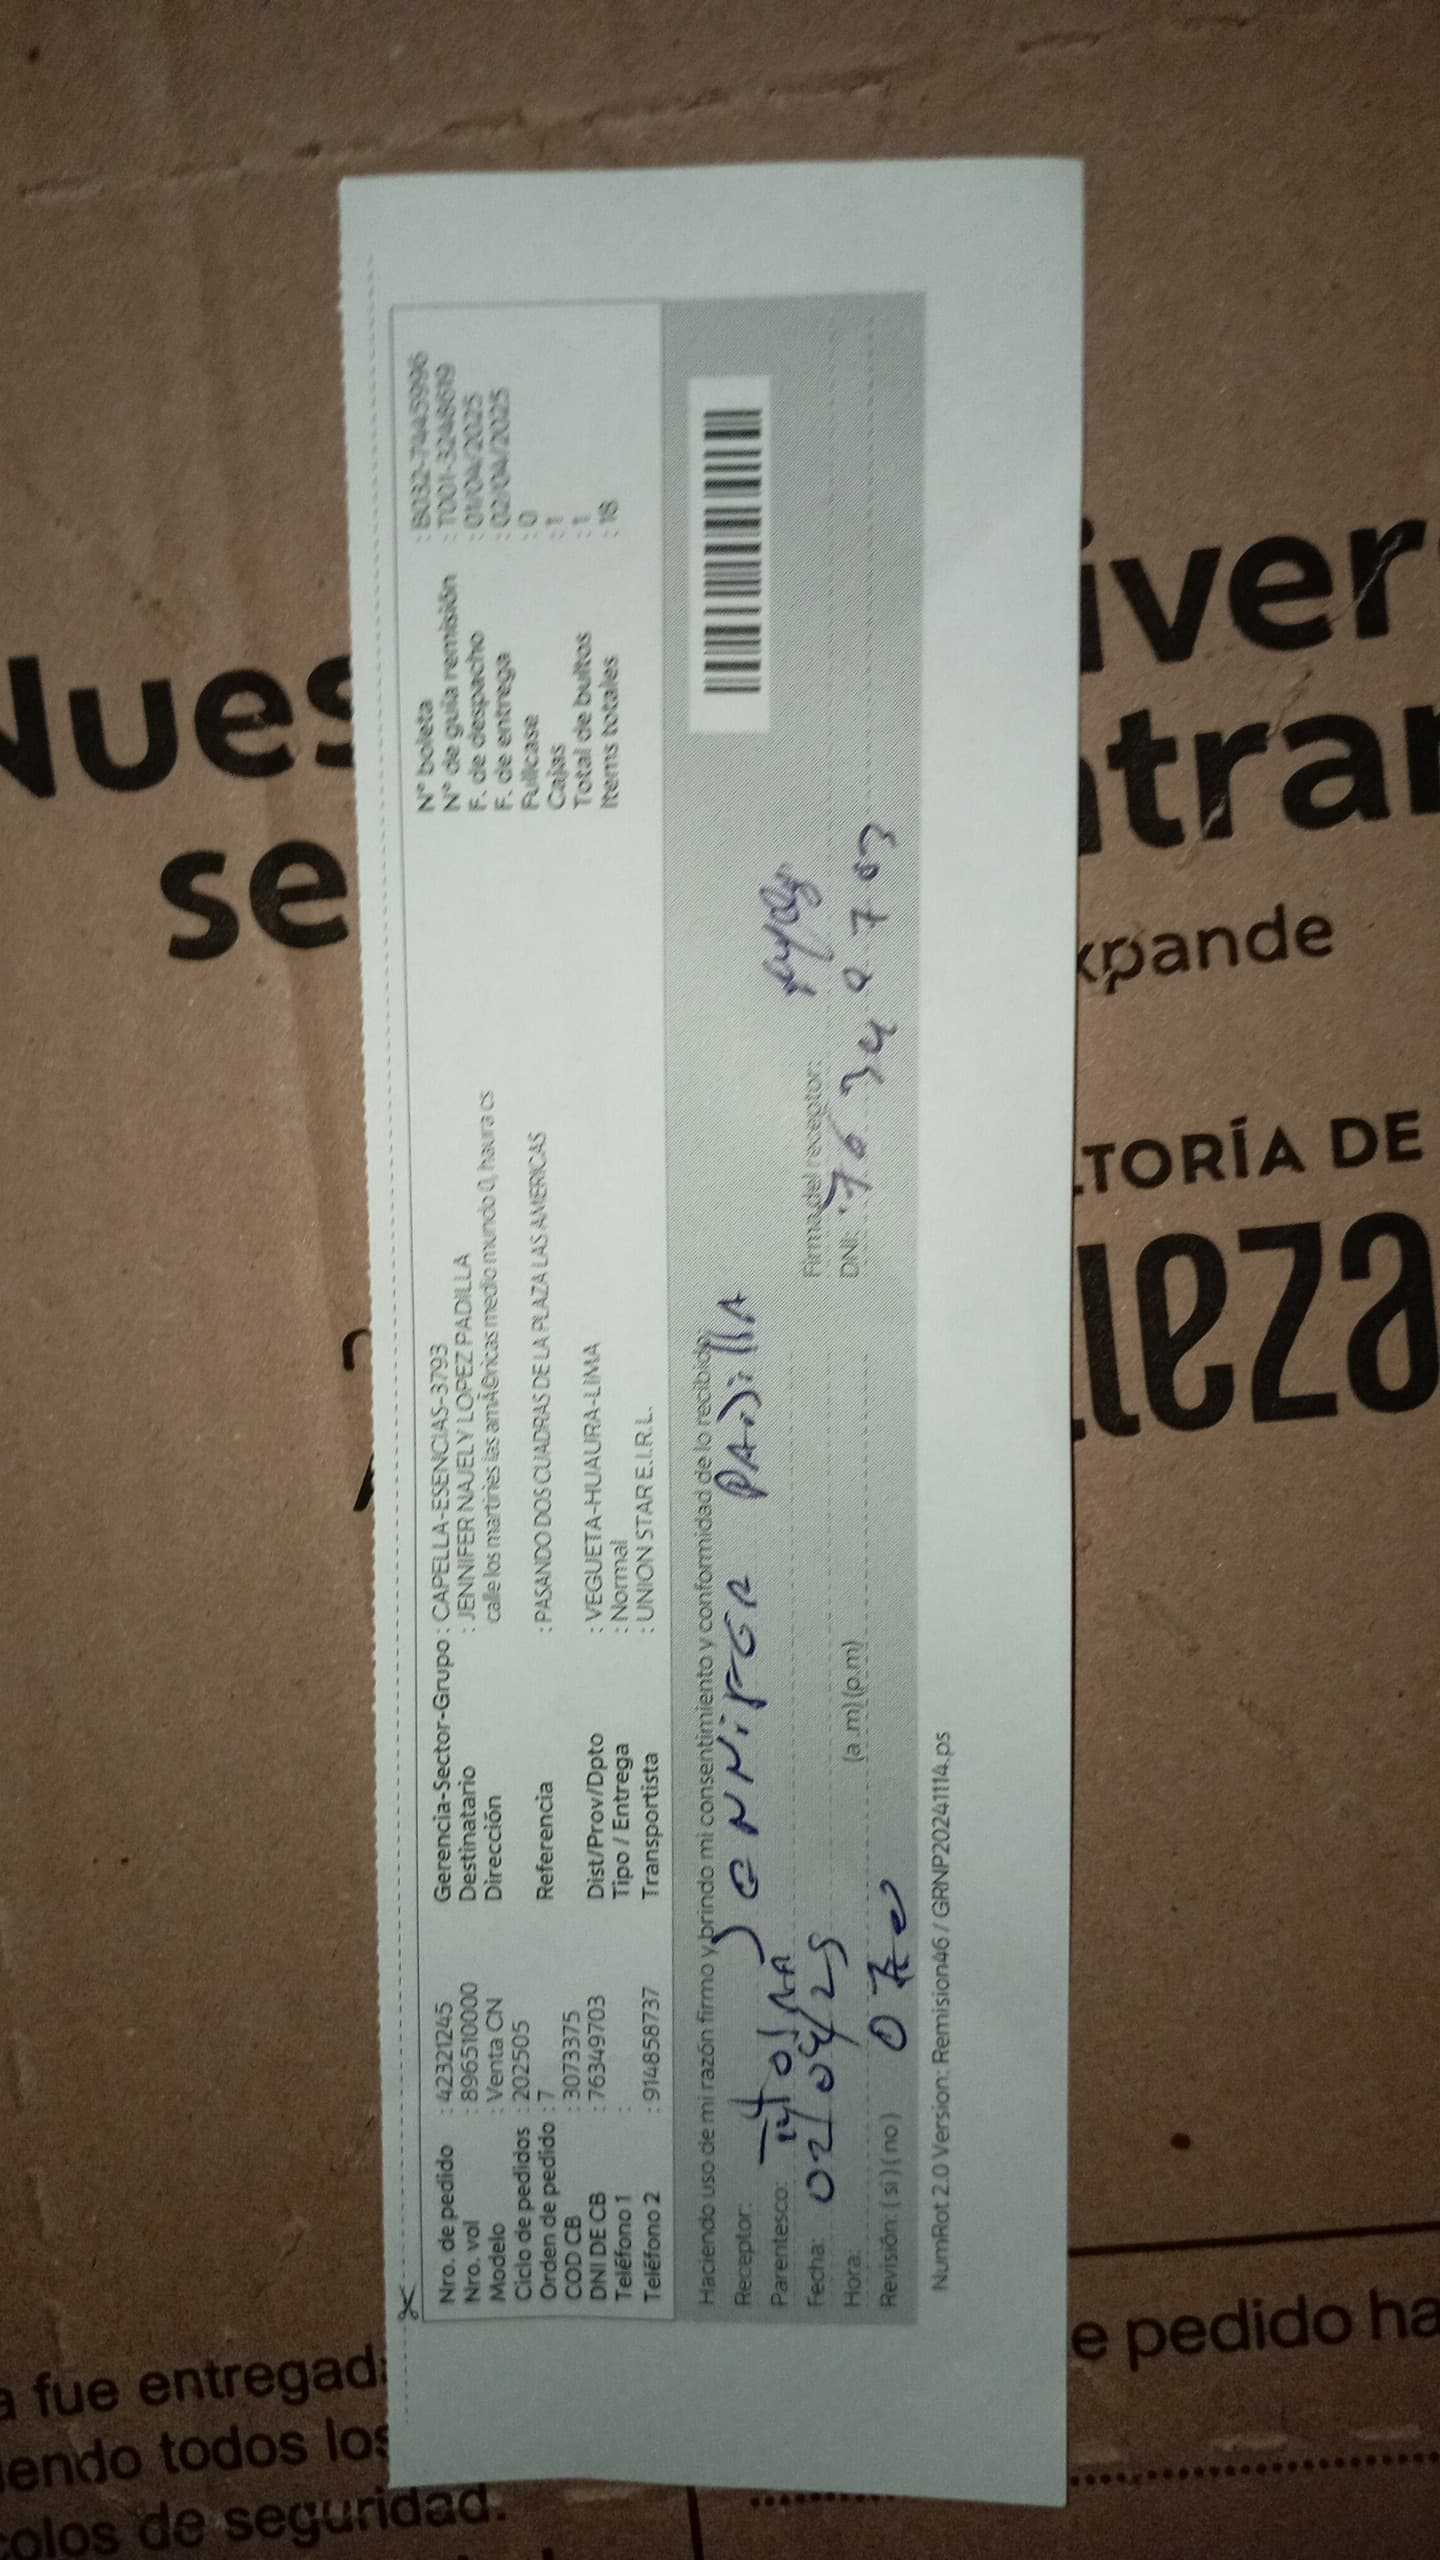 Nro. de pedido : 42321245
Nro. vol : 896510000
Modelo : Venta CN
Ciclo de pedidos : 202505
Orden de pedido : 7
COD CB : 3073375
DNI DE CB : 76349703
Teléfono 1 :
Teléfono 2 : 914858737
Gerencia-Sector-Grupo : CAPELLA-ESENCIAS-3793
Destinatario : JENNIFER NAJELY LOPEZ PADILLA
Dirección calle los martinies las amÃ©ricas medio mundo 0, haura cs
Referencia : PASANDO DOS CUADRAS DE LA PLAZA LAS AMERICAS
Dist/Prov/Dpto : VEGUETA-HUAURA-LIMA
Tipo / Entrega : Normal
Transportista : UNION STAR E.I.R.L.
N° boleta : B032-7445996
N° de guía remisión : T001-3248619
F. de despacho : 01/04/2025
F. de entrega : 02/04/2025
Fullcase : 0
Cajas : 1
Total de bultos : 1
Items totales : 18
Haciendo uso de mi razón firmo y brindo mi consentimiento y conformidad de lo recibido:
Receptor: JENNIFER PADILLA
Parentesco:
Fecha: 02/04/25
Hora: (a.m) (p.m)
Revisión: ( si ) ( no )
Firma del receptor:
DNI: 76349703
NumRot 2.0 Version: Remision46 / GRNP20241114.ps
Nues
se
iver
ntrar
xpande
TORÍA DE
lleza
a fue entregada
iendo todos los
colos de seguridad.
e pedido ha